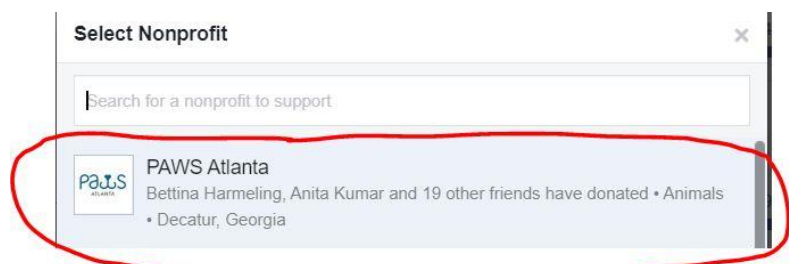 Select Nonprofit
Search for a nonprofit to support
PAWS
ATLANTA
PAWS Atlanta
Bettina Harmeling, Anita Kumar and 19 other friends have donated • Animals
• Decatur, Georgia